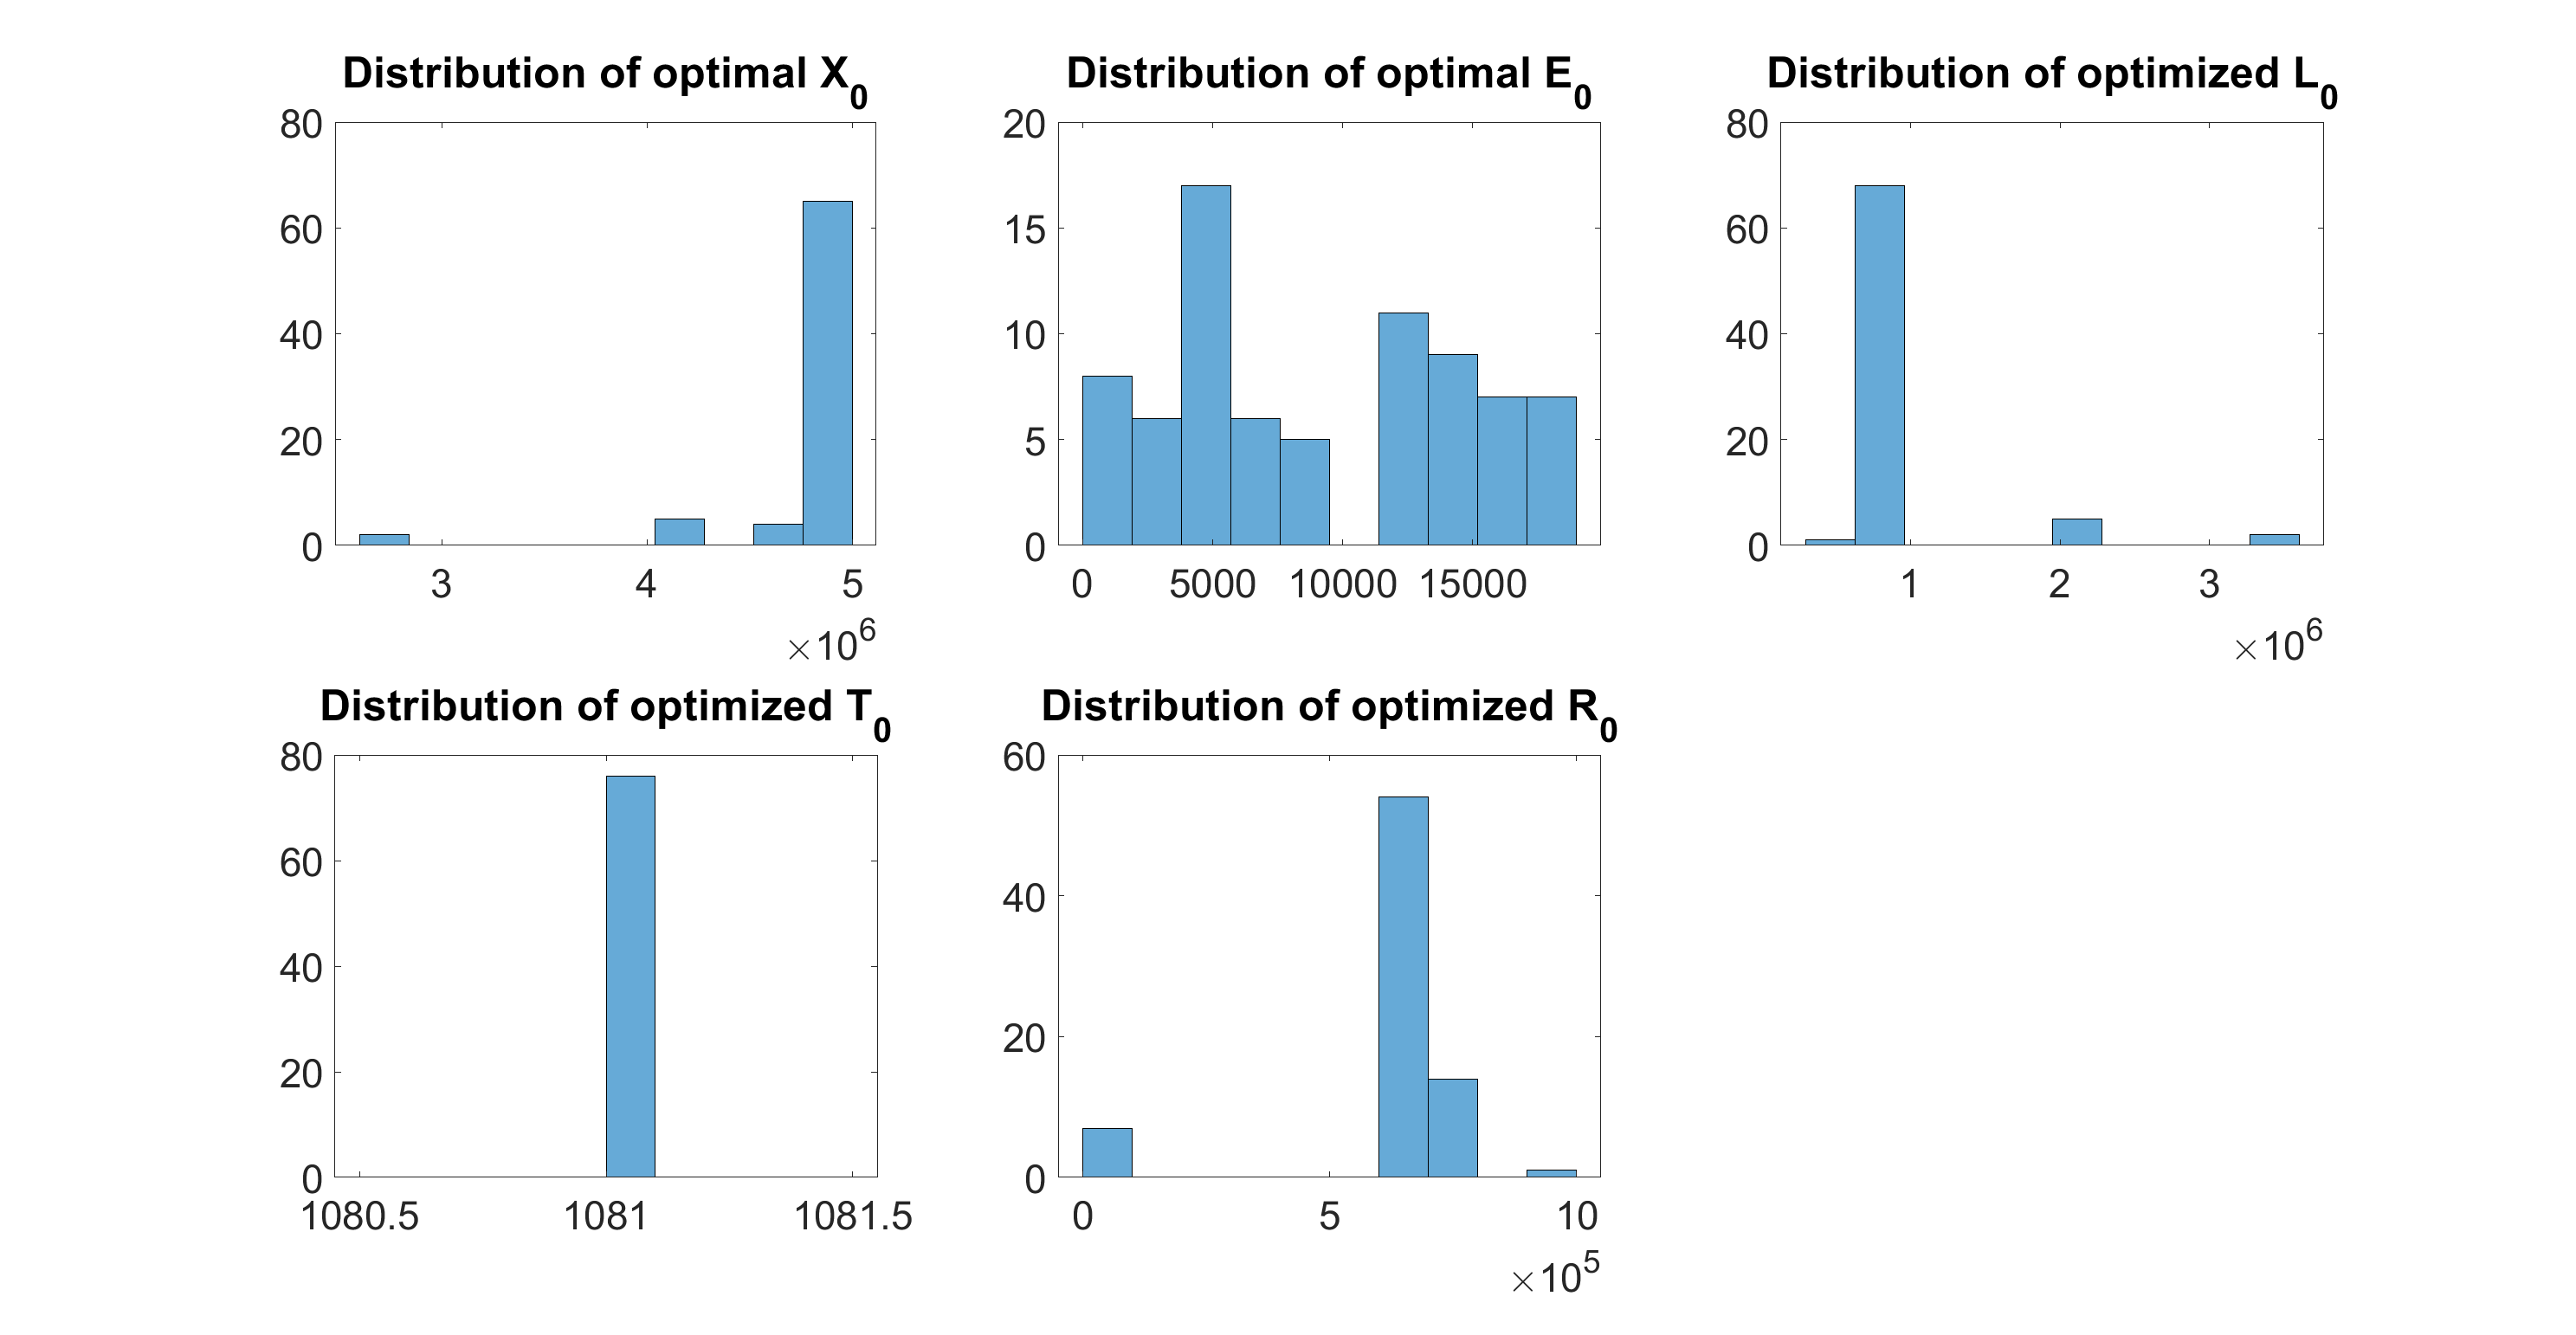 Distribution of optimal X0
80
60
40
20
0
3 4 5
×10^6
Distribution of optimal E0
20
15
10
5
0
0 5000 10000 15000
Distribution of optimized L0
80
60
40
20
0
1 2 3
×10^6
Distribution of optimized T0
80
60
40
20
0
1080.5 1081 1081.5
Distribution of optimized R0
60
40
20
0
0 5 10
×10^5